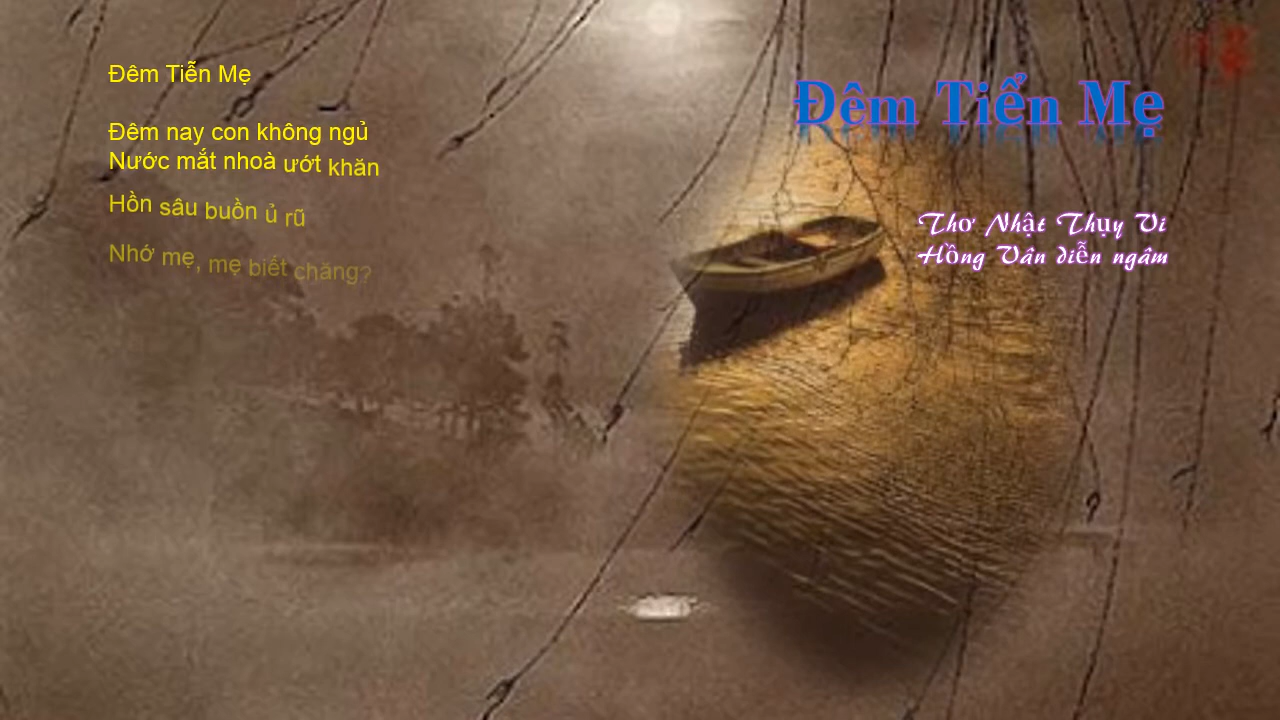 Đêm Tiễn Mẹ
Đêm nay con không ngủ
Nước mắt nhoà ướt khăn
Hồn sâu buồn ủ rũ
Nhớ mẹ, mẹ biết chăng?
Đêm Tiển Mẹ
Thơ Nhật Thụy Vi
Hồng Vân diễn ngâm